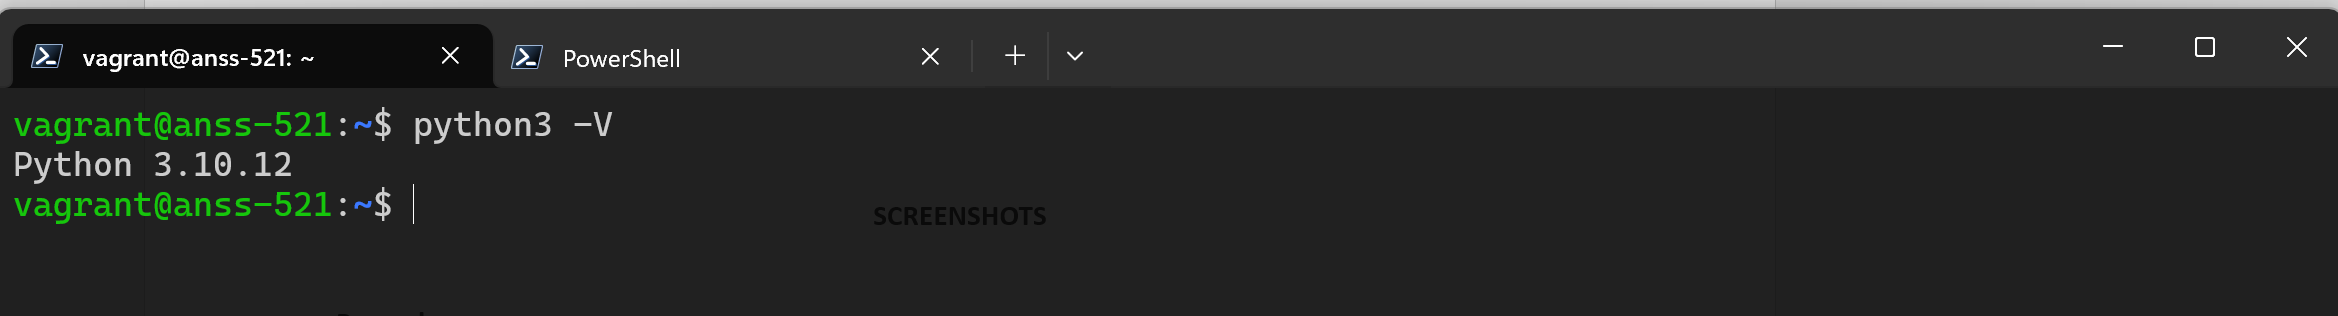 vagrant@anss-521: ~
PowerShell
vagrant@anss-521:~$ python3 -V
Python 3.10.12
vagrant@anss-521:~$
SCREENSHOTS